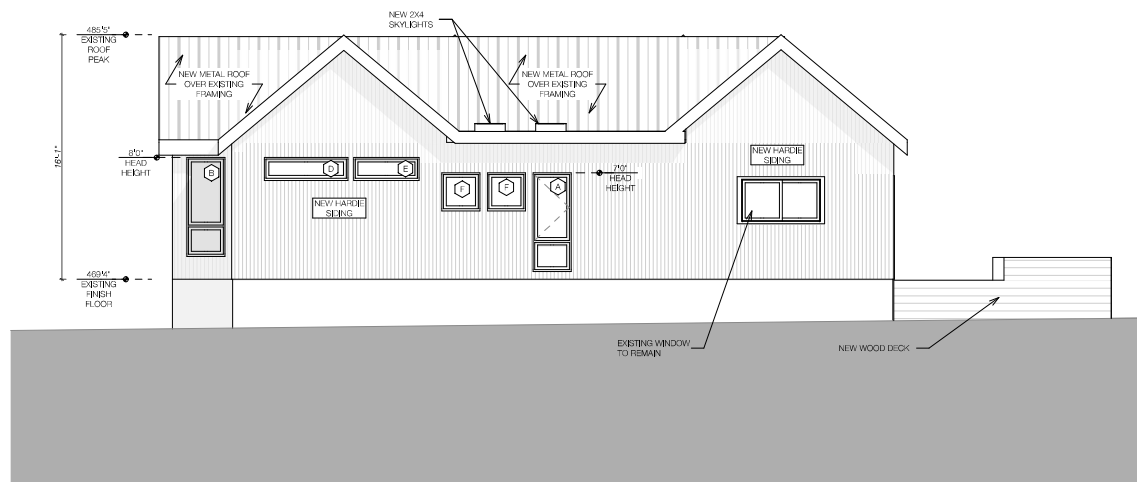 NEW 2X4
SKYLIGHTS
485'5"
EXISTING
ROOF
PEAK
NEW METAL ROOF
OVER EXISTING
FRAMING
NEW METAL ROOF
OVER EXISTING
FRAMING
16'-1"
8'0"
HEAD
HEIGHT
B
D
E
F
F
A
7'0"
HEAD
HEIGHT
NEW HARDIE
SIDING
NEW HARDIE
SIDING
469'4"
EXISTING
FINISH
FLOOR
EXISTING WINDOW
TO REMAIN
NEW WOOD DECK